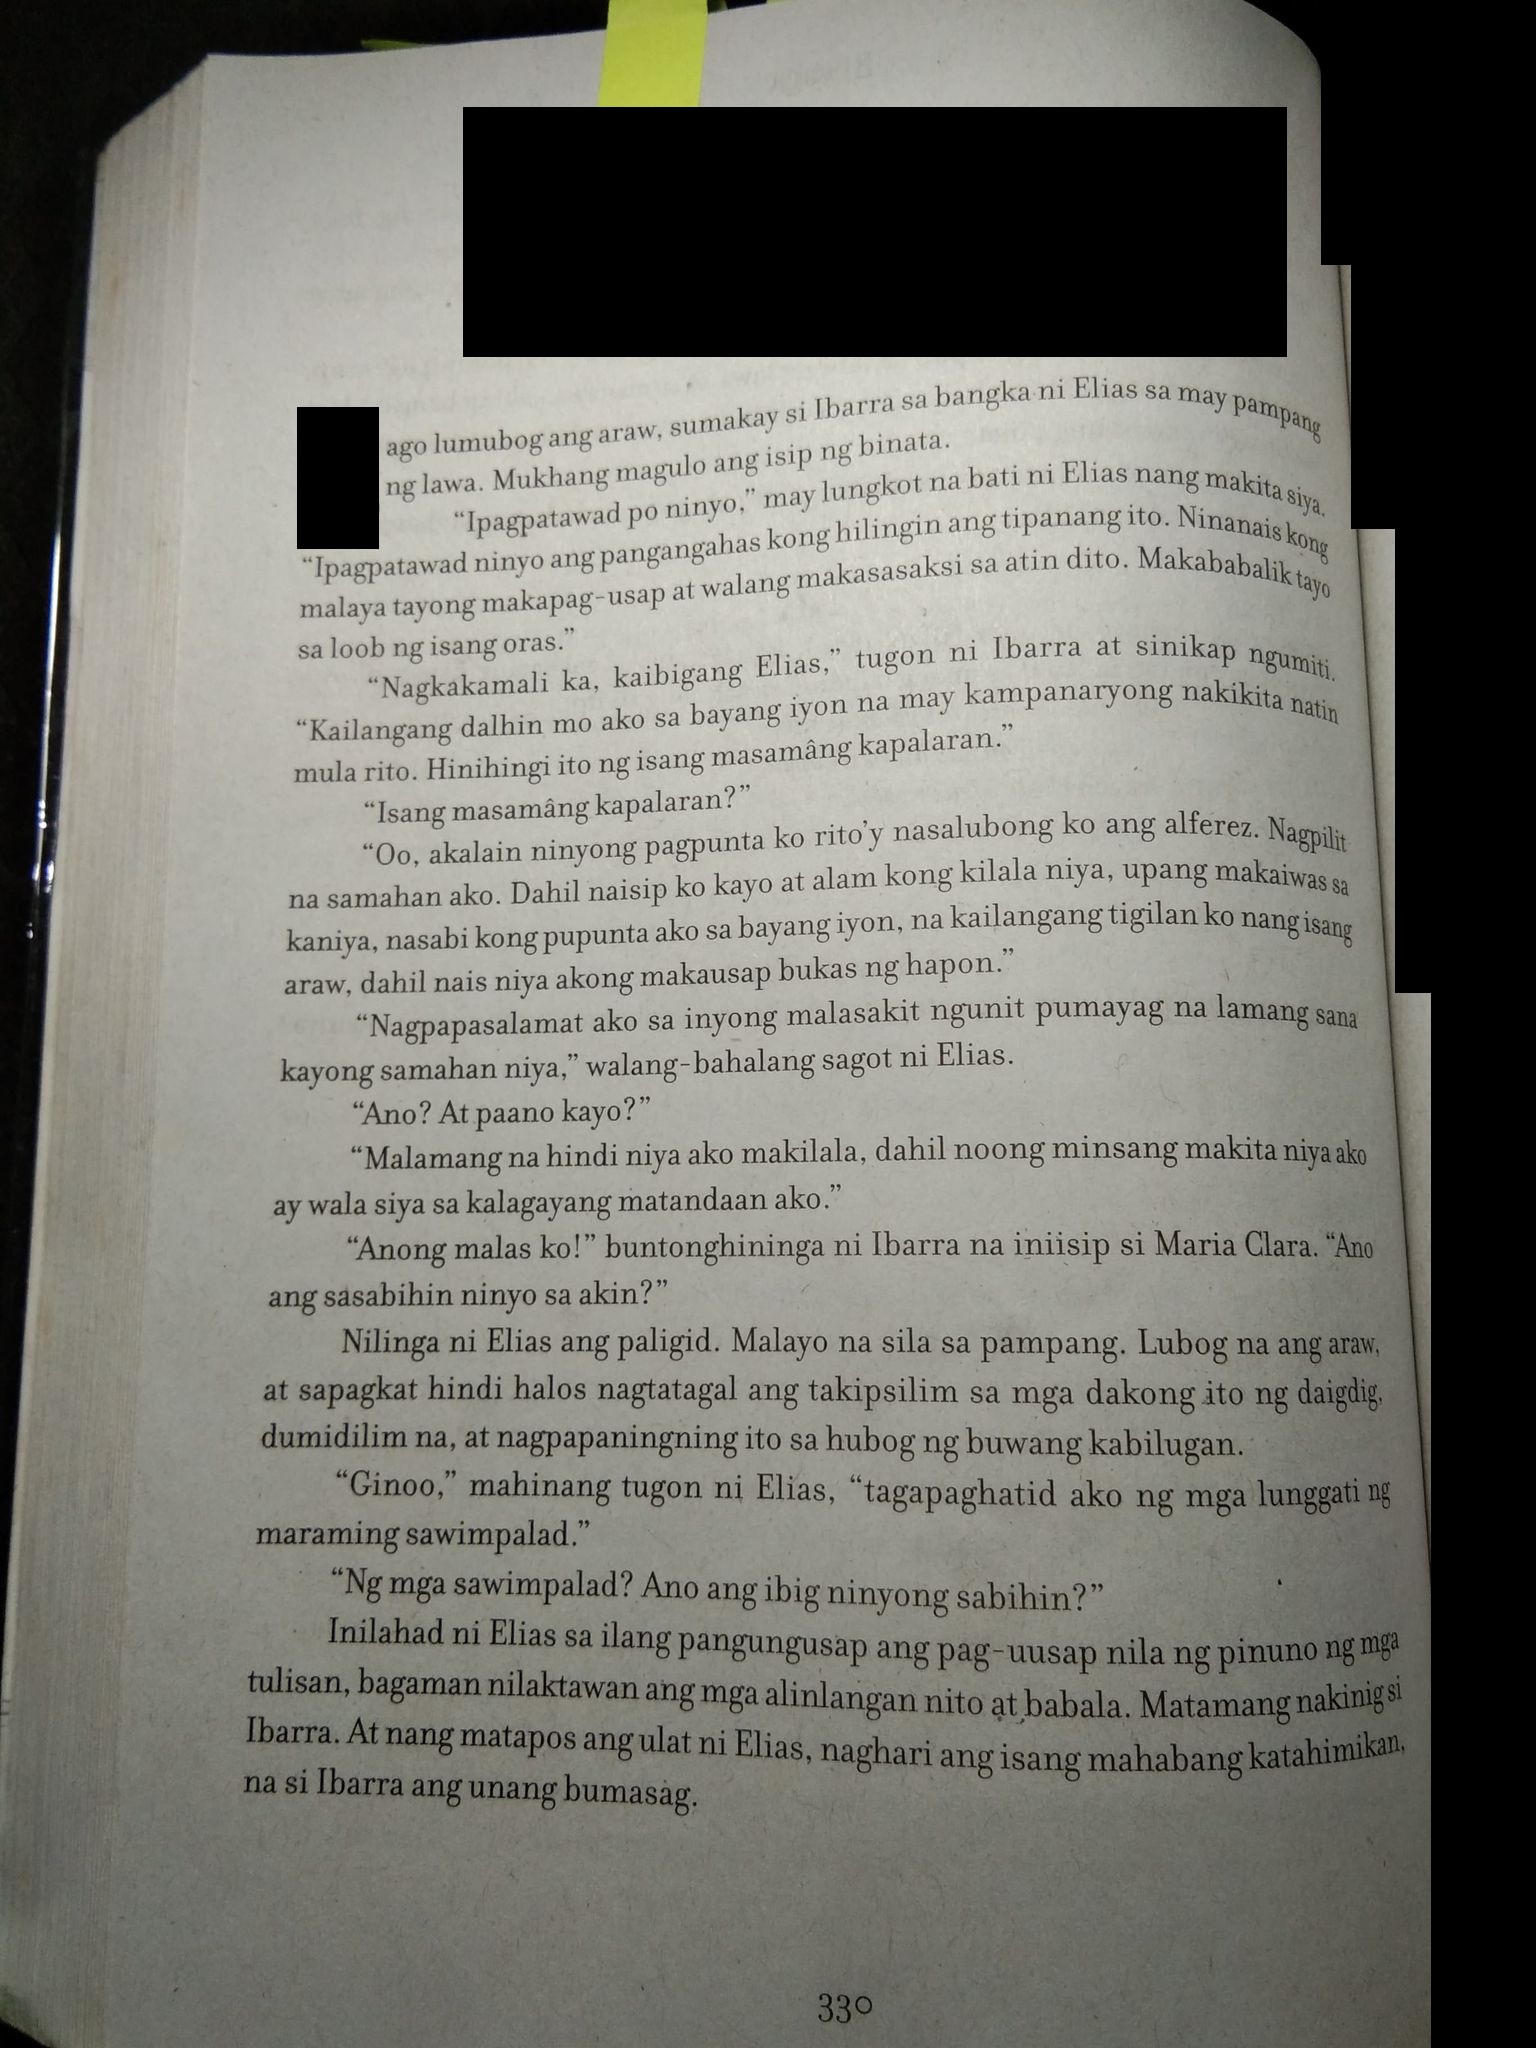 ago lumubog ang araw, sumakay si Ibarra sa bangka ni Elias sa may pampang
ng lawa. Mukhang magulo ang isip ng binata.
“Ipagpatawad po ninyo,” may lungkot na bati ni Elias nang makita siya.
“Ipagpatawad ninyo ang pangangahas kong hilingin ang tipanang ito. Ninanais kong
malaya tayong makapag-usap at walang makasasaksi sa atin dito. Makababalik tayo
sa loob ng isang oras.”
“Nagkakamali ka, kaibigang Elias,” tugon ni Ibarra at sinikap ngumiti.
“Kailangang dalhin mo ako sa bayang iyon na may kampanaryong nakikita natin
mula rito. Hinihingi ito ng isang masamâng kapalaran.”
“Isang masamâng kapalaran?”
“Oo, akalain ninyong pagpunta ko rito’y nasalubong ko ang alferez. Nagpilit
na samahan ako. Dahil naisip ko kayo at alam kong kilala niya, upang makaiwas sa
kaniya, nasabi kong pupunta ako sa bayang iyon, na kailangang tigilan ko nang isang
araw, dahil nais niya akong makausap bukas ng hapon.”
“Nagpapasalamat ako sa inyong malasakit ngunit pumayag na lamang sana
kayong samahan niya,” walang-bahalang sagot ni Elias.
“Ano? At paano kayo?”
“Malamang na hindi niya ako makilala, dahil noong minsang makita niya ako
ay wala siya sa kalagayang matandaan ako.”
“Anong malas ko!” buntonghininga ni Ibarra na iniisip si Maria Clara. “Ano
ang sasabihin ninyo sa akin?”
Nilinga ni Elias ang paligid. Malayo na sila sa pampang. Lubog na ang araw,
at sapagkat hindi halos nagtatagal ang takipsilim sa mga dakong ito ng daigdig,
dumidilim na, at nagpapaningning ito sa hubog ng buwang kabilugan.
“Ginoo,” mahinang tugon ni Elias, “tagapaghatid ako ng mga lunggati ng
maraming sawimpalad.”
“Ng mga sawimpalad? Ano ang ibig ninyong sabihin?”
Inilahad ni Elias sa ilang pangungusap ang pag-uusap nila ng pinuno ng mga
tulisan, bagaman nilaktawan ang mga alinlangan nito at babala. Matamang nakinig si
Ibarra. At nang matapos ang ulat ni Elias, naghari ang isang mahabang katahimikan,
na si Ibarra ang unang bumasag.
330